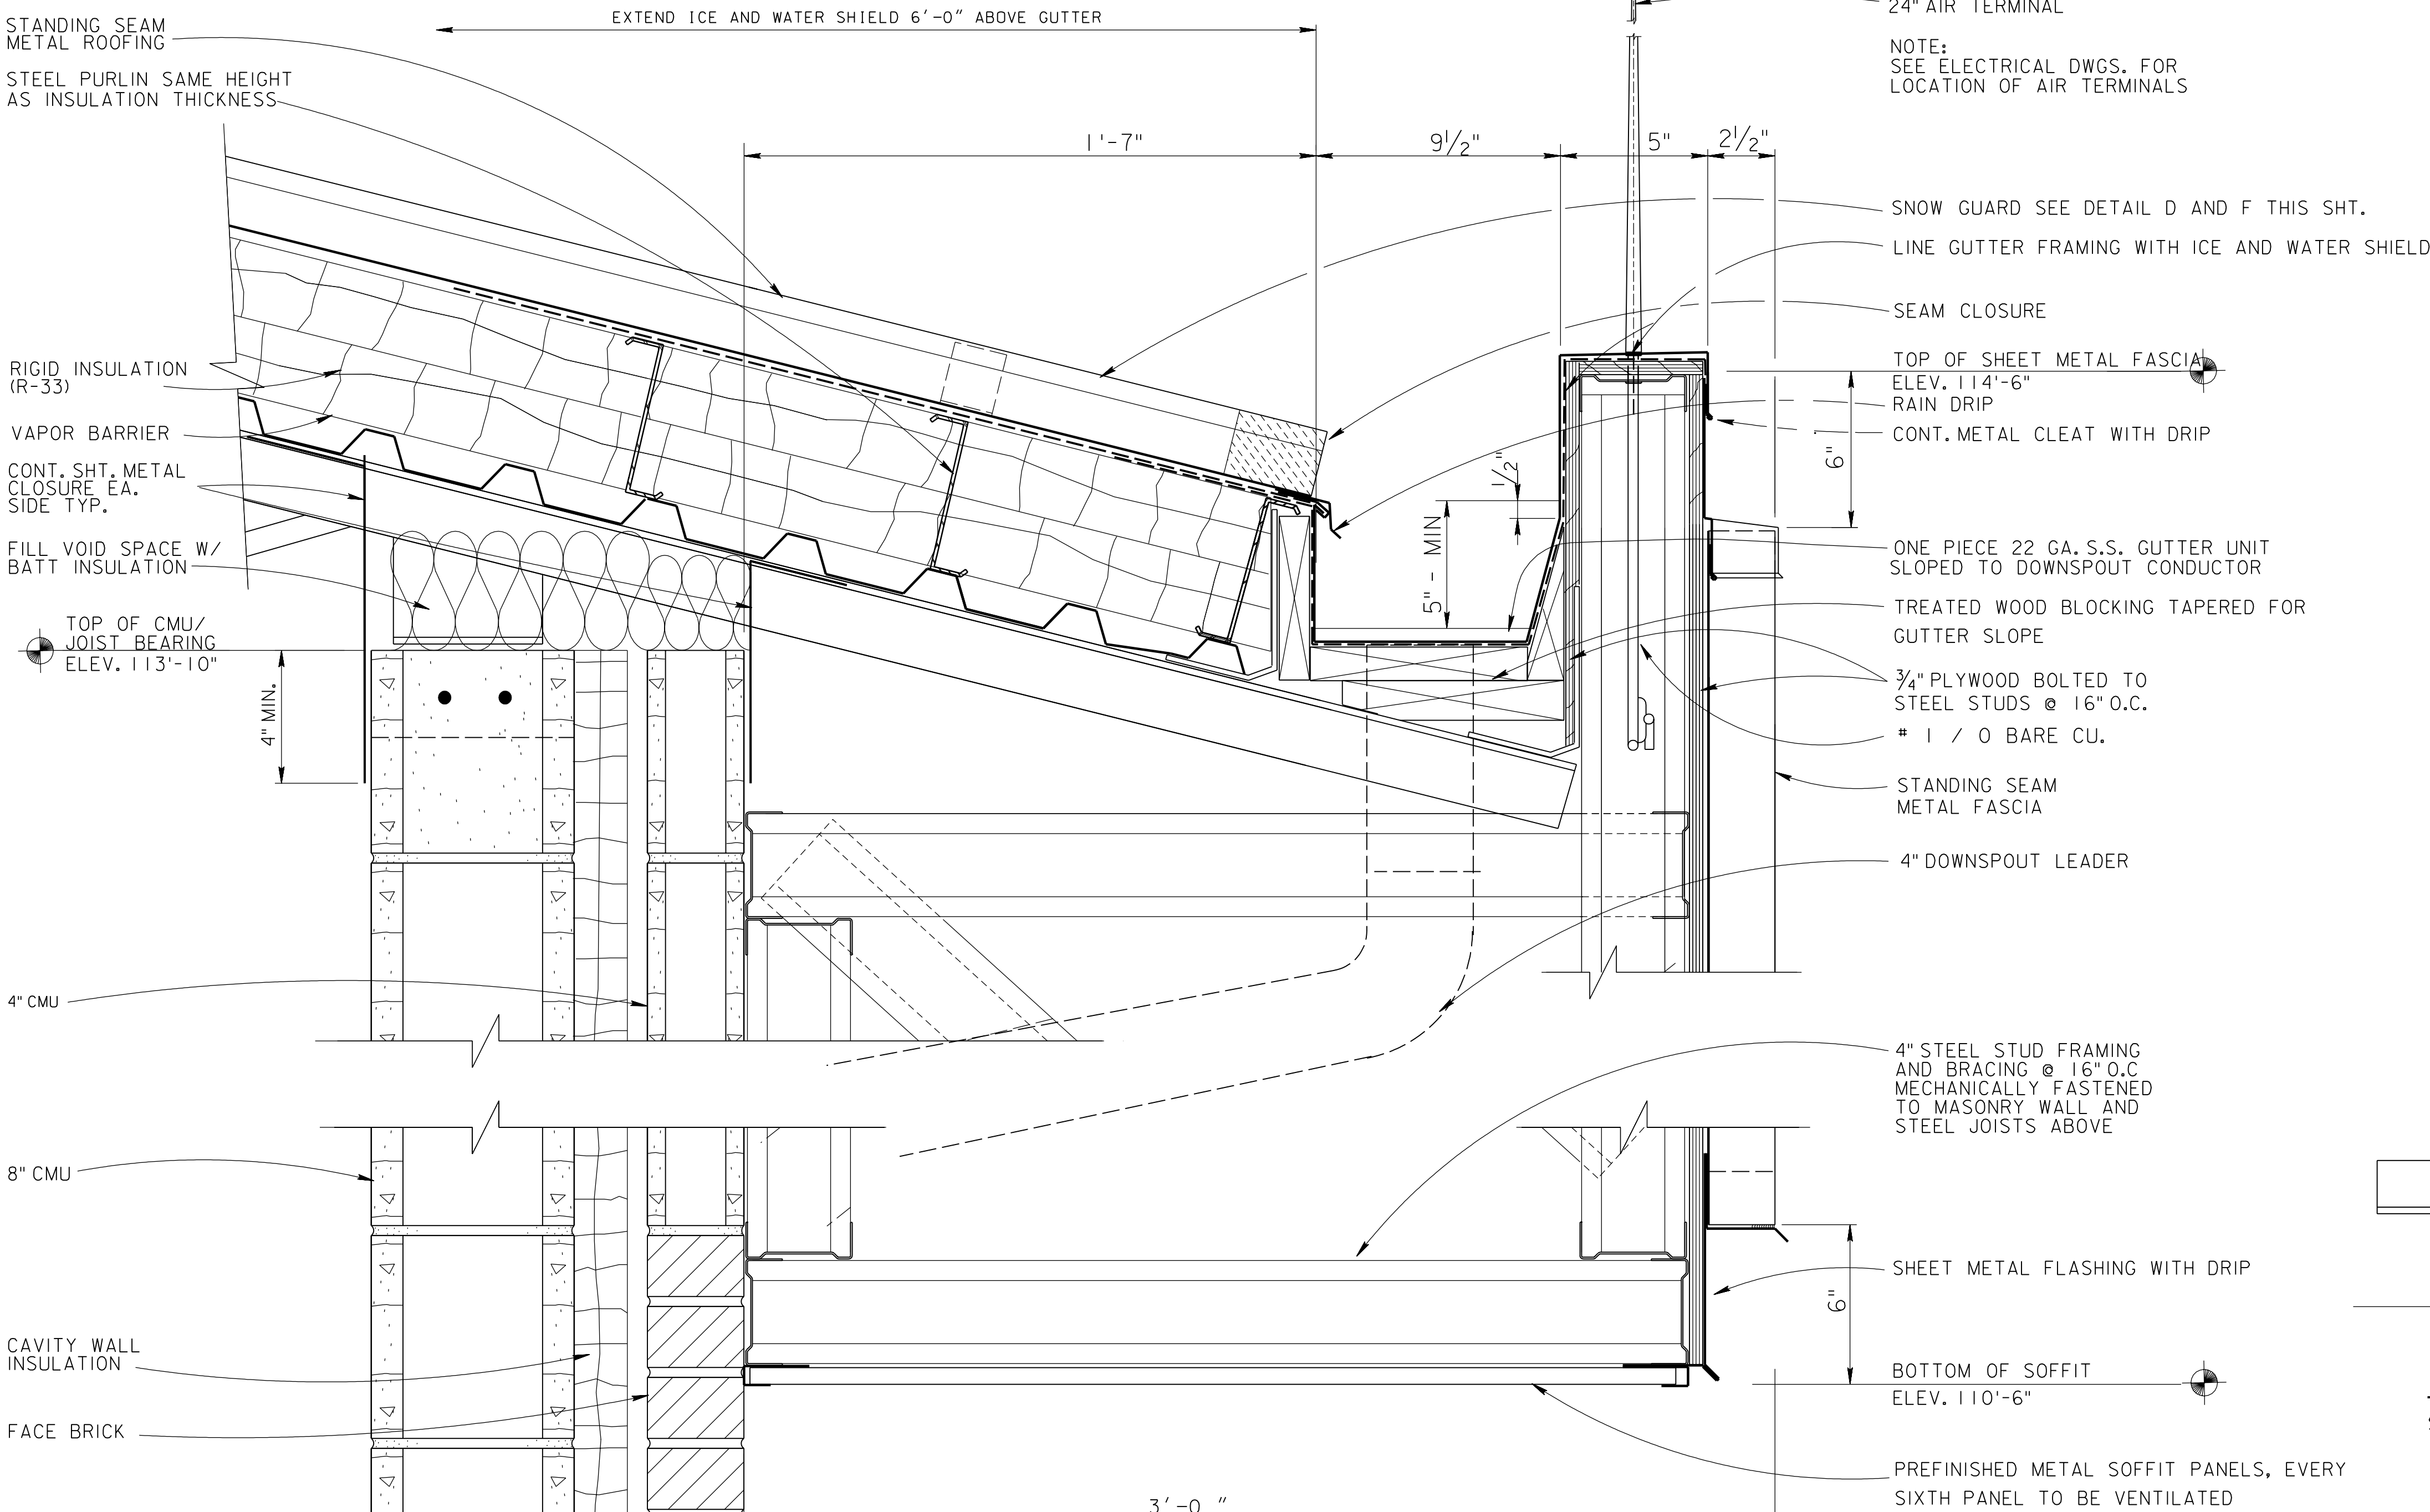 STANDING SEAM
METAL ROOFING
STEEL PURLIN SAME HEIGHT
AS INSULATION THICKNESS
EXTEND ICE AND WATER SHIELD 6'-0" ABOVE GUTTER
24" AIR TERMINAL
NOTE:
SEE ELECTRICAL DWGS. FOR
LOCATION OF AIR TERMINALS
1'-7"
9 1/2"
5"
2 1/2"
SNOW GUARD SEE DETAIL D AND F THIS SHT.
LINE GUTTER FRAMING WITH ICE AND WATER SHIELD
SEAM CLOSURE
TOP OF SHEET METAL FASCIA
ELEV. 114'-6"
RAIN DRIP
CONT. METAL CLEAT WITH DRIP
6"
1/2"
5" - MIN
RIGID INSULATION
(R-33)
VAPOR BARRIER
CONT. SHT. METAL
CLOSURE EA.
SIDE TYP.
FILL VOID SPACE W/
BATT INSULATION
TOP OF CMU/
JOIST BEARING
ELEV. 113'-10"
4" MIN.
ONE PIECE 22 GA. S.S. GUTTER UNIT
SLOPED TO DOWNSPOUT CONDUCTOR
TREATED WOOD BLOCKING TAPERED FOR
GUTTER SLOPE
3/4" PLYWOOD BOLTED TO
STEEL STUDS @ 16" O.C.
# 1 / 0 BARE CU.
STANDING SEAM
METAL FASCIA
4" DOWNSPOUT LEADER
4" CMU
4" STEEL STUD FRAMING
AND BRACING @ 16" O.C
MECHANICALLY FASTENED
TO MASONRY WALL AND
STEEL JOISTS ABOVE
8" CMU
SHEET METAL FLASHING WITH DRIP
6"
CAVITY WALL
INSULATION
FACE BRICK
BOTTOM OF SOFFIT
ELEV. 110'-6"
PREFINISHED METAL SOFFIT PANELS, EVERY
SIXTH PANEL TO BE VENTILATED
3'-0 "